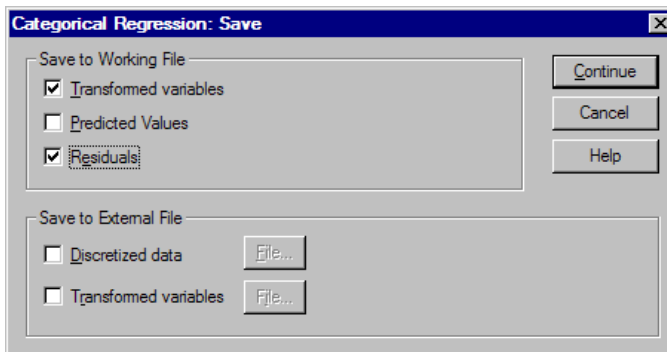 Categorical Regression: Save
Save to Working File
Transformed variables
Predicted Values
Residuals
Continue
Cancel
Help
Save to External File
Discretized data
File...
Transformed variables
File...